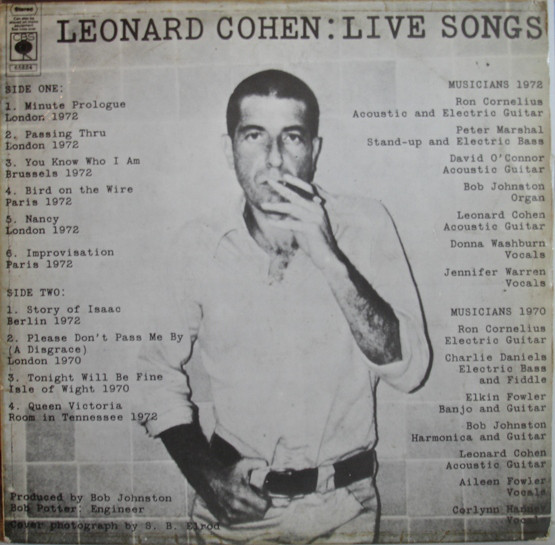 LEONARD COHEN: LIVE SONGS
Stereo
CBS
SIDE ONE:
1. Minute Prologue
London 1972
2. Passing Thru
London 1972
3. You Know Who I Am
Brussels 1972
4. Bird on the Wire
Paris 1972
5. Nancy
London 1972
6. Improvisation
Paris 1972
SIDE TWO:
1. Story of Isaac
Berlin 1972
2. Please Don't Pass Me By
(A Disgrace)
London 1970
3. Tonight Will Be Fine
Isle of Wight 1970
4. Queen Victoria
Room in Tennessee 1972
Produced by Bob Johnston
Bob Potter: Engineer
Cover photograph by S. B. Elrod
MUSICIANS 1972
Ron Cornelius
Acoustic and Electric Guitar
Peter Marshal
Stand-up and Electric Bass
David O'Connor
Acoustic Guitar
Bob Johnston
Organ
Leonard Cohen
Acoustic Guitar
Donna Washburn
Vocals
Jennifer Warren
Vocals
MUSICIANS 1970
Ron Cornelius
Electric Guitar
Charlie Daniels
Electric Bass
and Fiddle
Elkin Fowler
Banjo and Guitar
Bob Johnston
Harmonica and Guitar
Leonard Cohen
Acoustic Guitar
Aileen Fowler
Vocals
Corlynn Hanney
Vocals